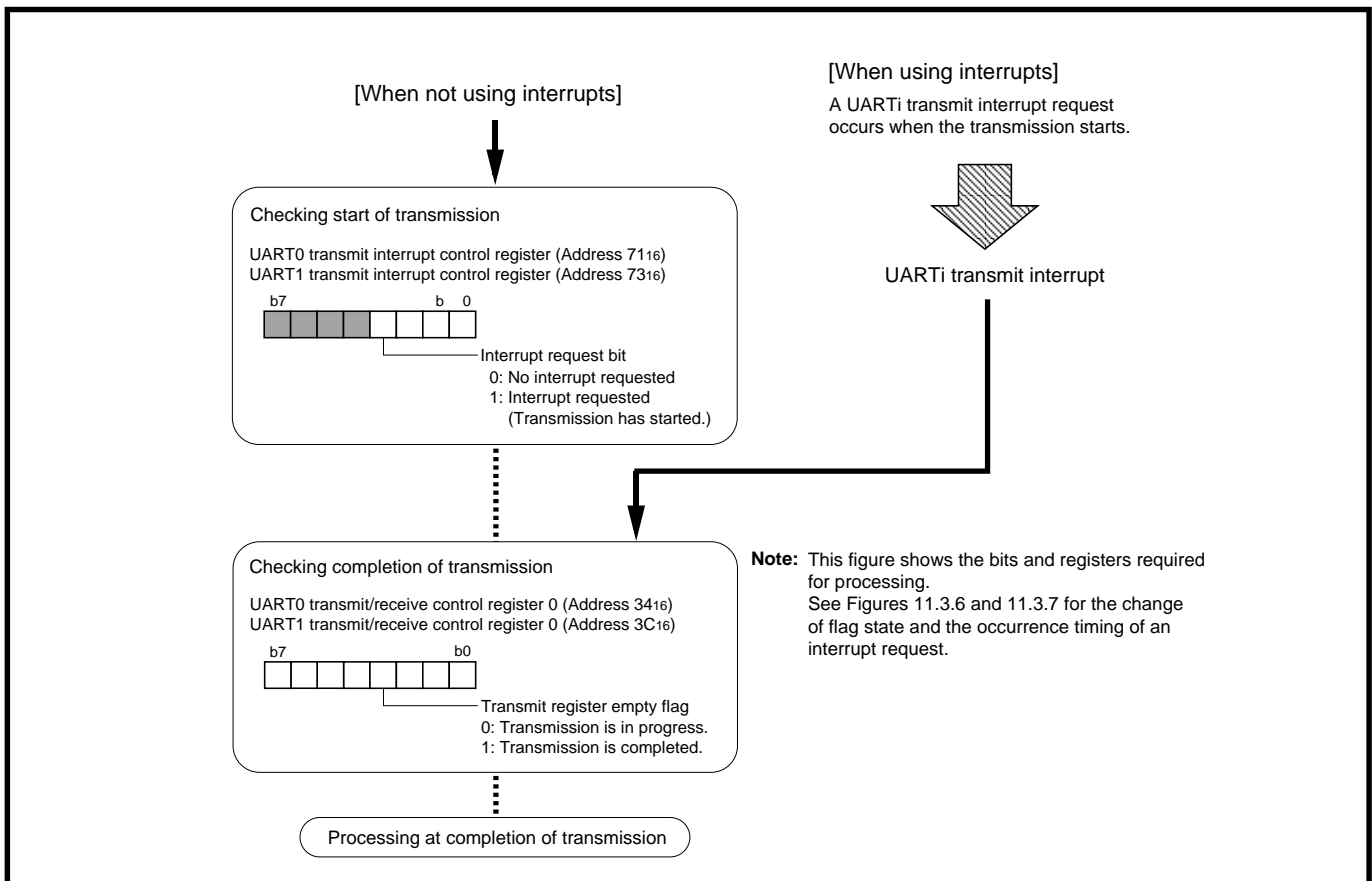 [When not using interrupts]
[When using interrupts]
A UARTi transmit interrupt request
occurs when the transmission starts.
Checking start of transmission
UART0 transmit interrupt control register (Address 7116)
UART1 transmit interrupt control register (Address 7316)
b7 b 0
Interrupt request bit
0: No interrupt requested
1: Interrupt requested
(Transmission has started.)
UARTi transmit interrupt
Checking completion of transmission
UART0 transmit/receive control register 0 (Address 3416)
UART1 transmit/receive control register 0 (Address 3C16)
b7 b0
Transmit register empty flag
0: Transmission is in progress.
1: Transmission is completed.
Note: This figure shows the bits and registers required
for processing.
See Figures 11.3.6 and 11.3.7 for the change
of flag state and the occurrence timing of an
interrupt request.
Processing at completion of transmission